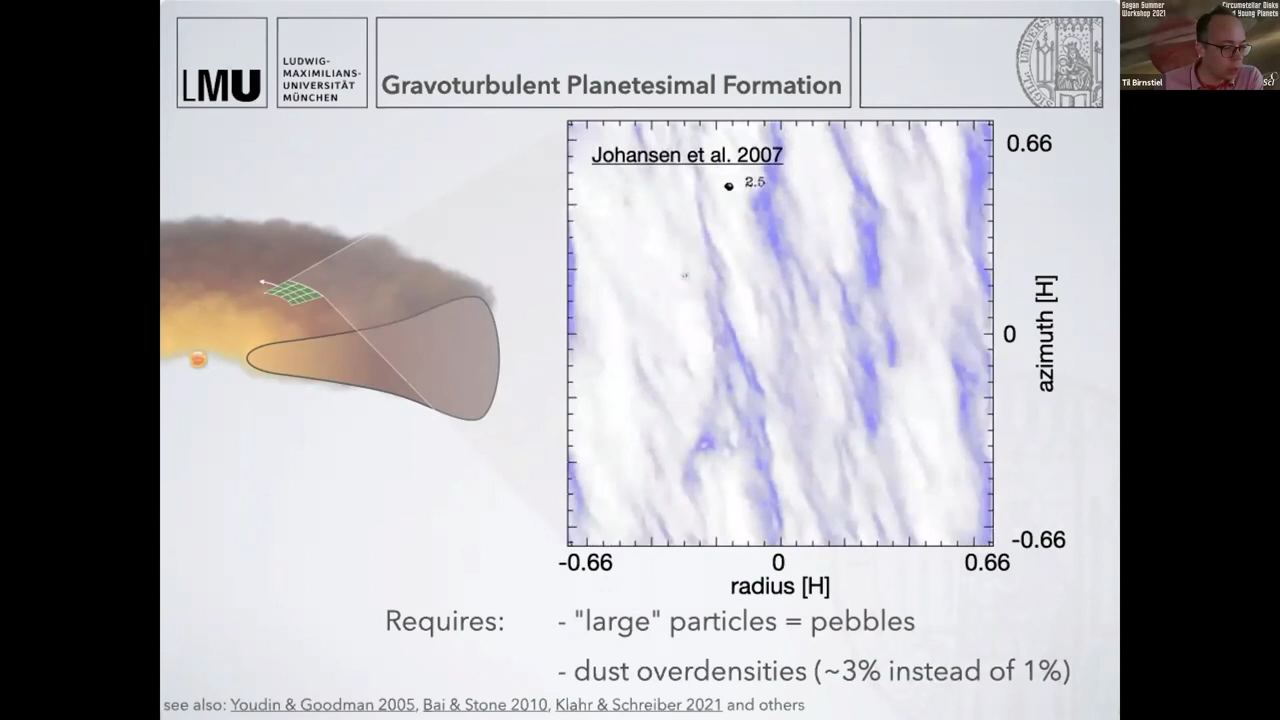 LMU
LUDWIG-
MAXIMILIANS-
UNIVERSITÄT
MÜNCHEN
Gravoturbulent Planetesimal Formation
Sagan Summer
Workshop 2021
Circumstellar Disks
Young Planets
Til Birnstiel
Johansen et al. 2007
2.5
0.66
0
-0.66
azimuth [H]
-0.66 0 0.66
radius [H]
Requires: - "large" particles = pebbles
- dust overdensities (~3% instead of 1%)
see also: Youdin & Goodman 2005, Bai & Stone 2010, Klahr & Schreiber 2021 and others